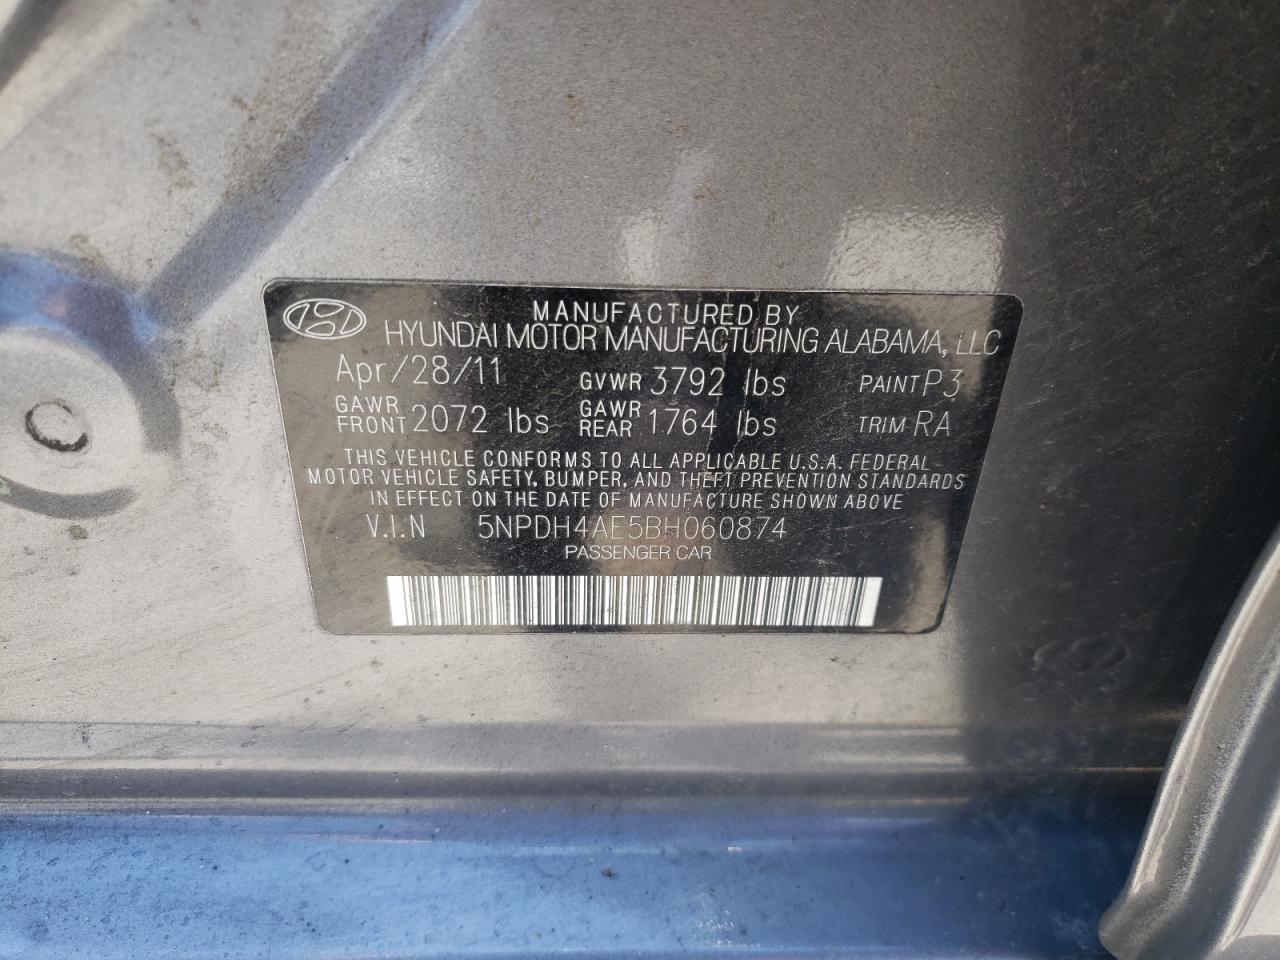 MANUFACTURED BY
HYUNDAI MOTOR MANUFACTURING ALABAMA, LLC
Apr/28/11 GVWR 3792 lbs PAINT P3
GAWR FRONT 2072 lbs GAWR REAR 1764 lbs TRIM RA
THIS VEHICLE CONFORMS TO ALL APPLICABLE U.S.A. FEDERAL
MOTOR VEHICLE SAFETY, BUMPER, AND THEFT PREVENTION STANDARDS
IN EFFECT ON THE DATE OF MANUFACTURE SHOWN ABOVE
V.I.N 5NPDH4AE5BH060874
PASSENGER CAR